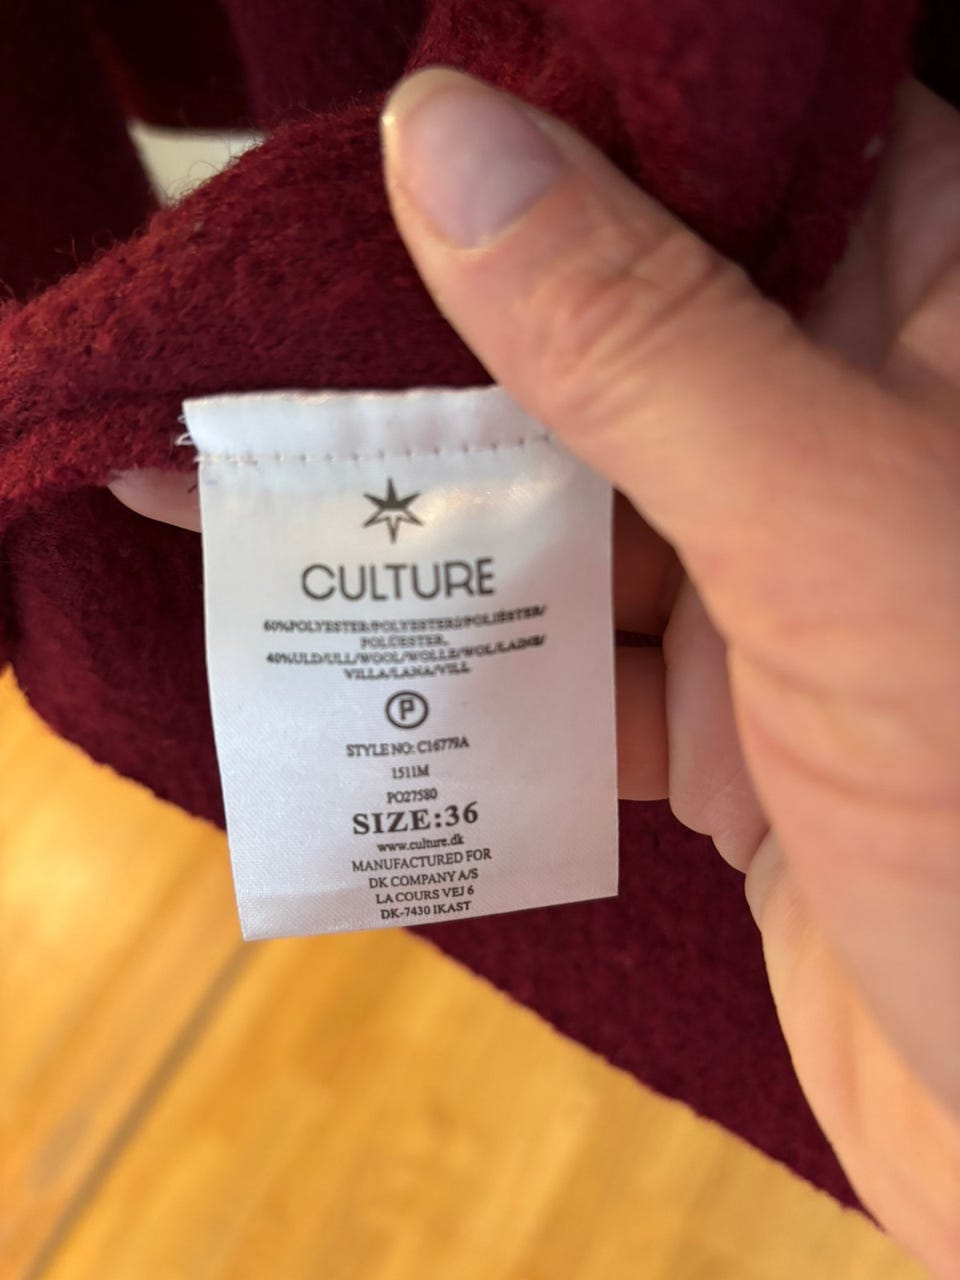 CULTURE
60%POLYESTER/POLYESTERI/POLIÉSTER/
POLÜESTER,
40%ULD/ULL/WOOL/WOLLE/WOL/LAINE/
VILLA/LANA/VILL
P
STYLE NO: C16779A
1511M
PO27580
SIZE:36
www.culture.dk
MANUFACTURED FOR
DK COMPANY A/S
LA COURS VEJ 6
DK-7430 IKAST